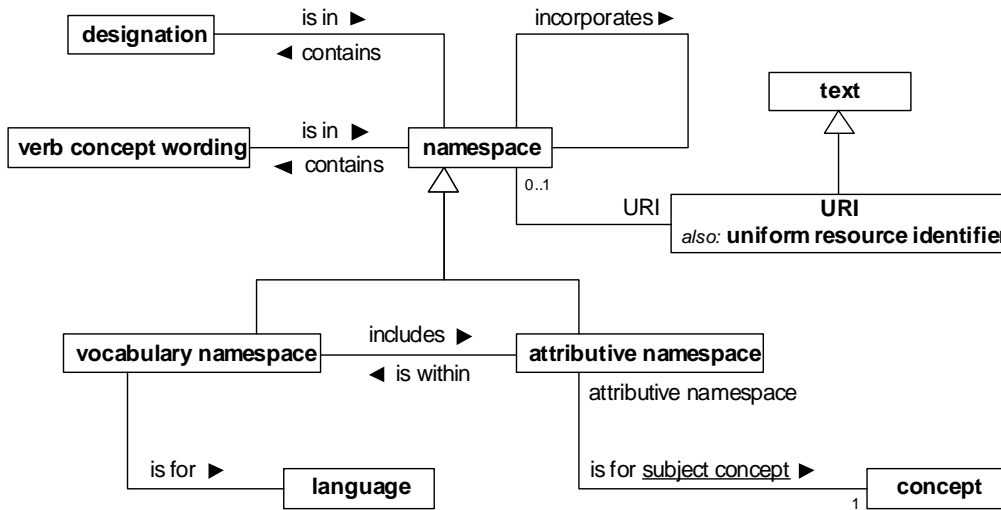 is in ►
incorporates ►
designation
◄ contains
text
is in ►
verb concept wording
namespace
◄ contains
0..1
URI
URI
also: uniform resource identifier
includes ►
vocabulary namespace
attributive namespace
◄ is within
attributive namespace
is for ►
is for subject concept ►
language
concept
1